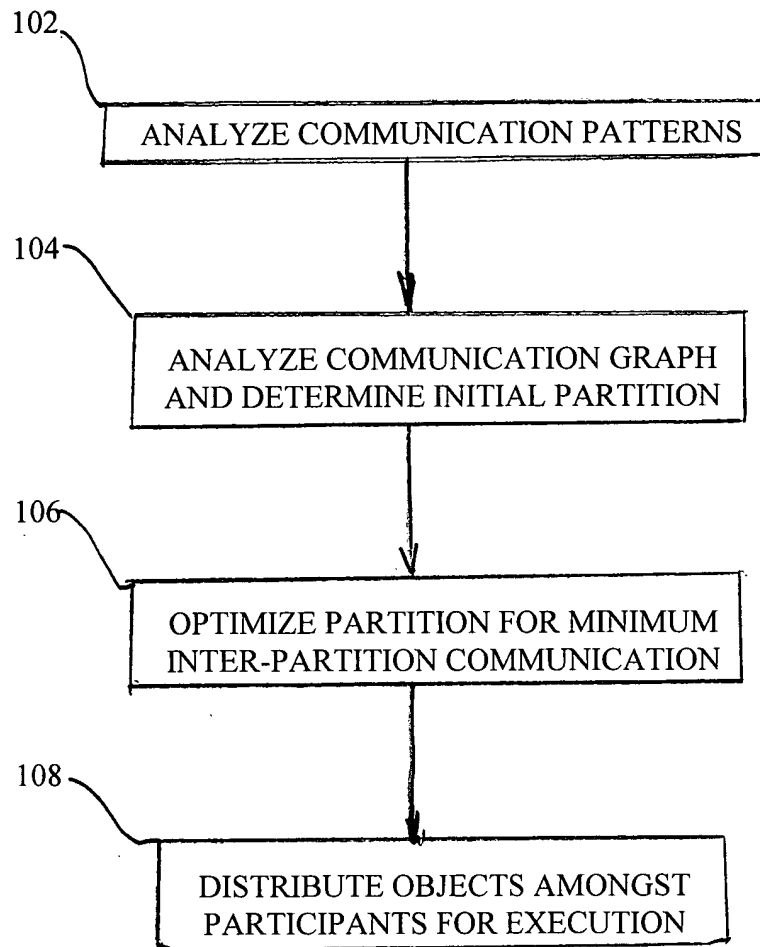 102
ANALYZE COMMUNICATION PATTERNS
104
ANALYZE COMMUNICATION GRAPH
AND DETERMINE INITIAL PARTITION
106
OPTIMIZE PARTITION FOR MINIMUM
INTER-PARTITION COMMUNICATION
108
DISTRIBUTE OBJECTS AMONGST
PARTICIPANTS FOR EXECUTION